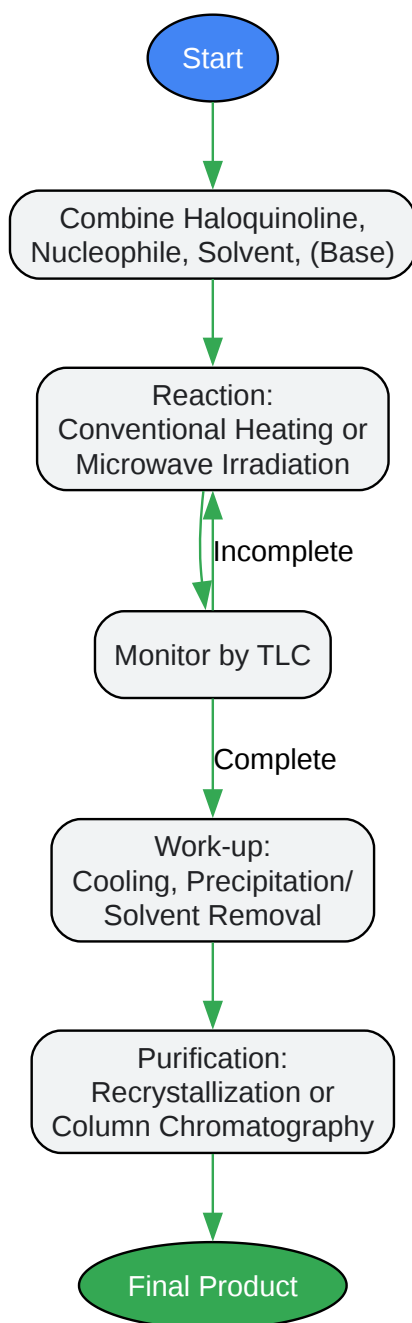 Start
Combine Haloquinoline,
Nucleophile, Solvent, (Base)
Reaction:
Conventional Heating or
Microwave Irradiation
Incomplete
Monitor by TLC
Complete
Work-up:
Cooling, Precipitation/
Solvent Removal
Purification:
Recrystallization or
Column Chromatography
Final Product